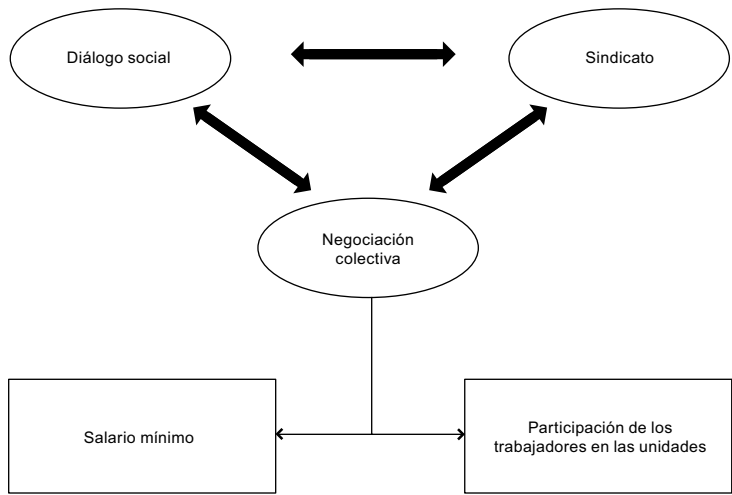 Diálogo social
Sindicato
Negociación
colectiva
Salario mínimo
Participación de los
trabajadores en las unidades